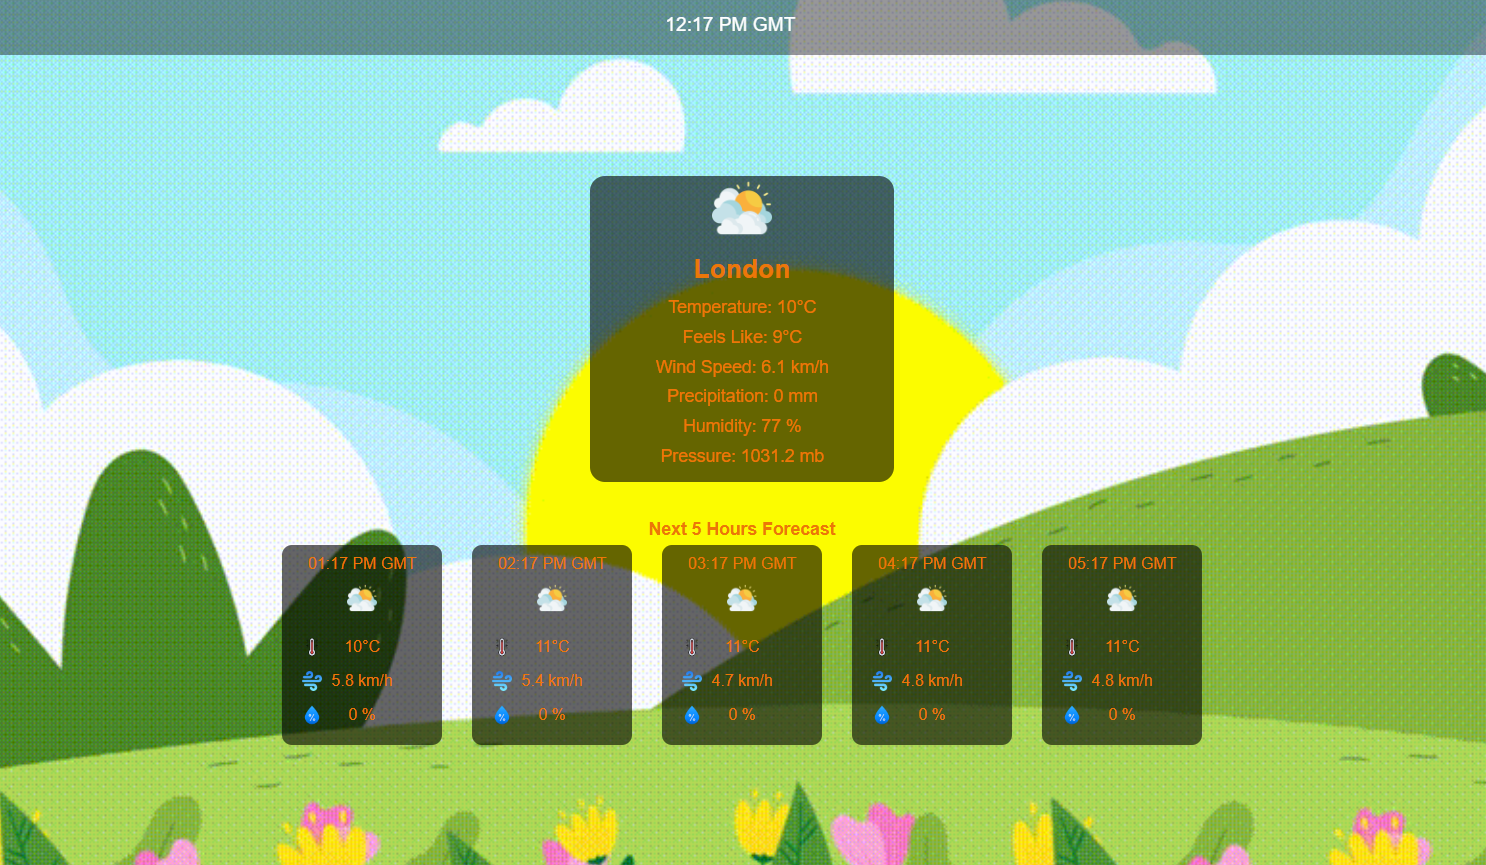 12:17 PM GMT
London
Temperature: 10°C
Feels Like: 9°C
Wind Speed: 6.1 km/h
Precipitation: 0 mm
Humidity: 77 %
Pressure: 1031.2 mb
Next 5 Hours Forecast
01:17 PM GMT 02:17 PM GMT 03:17 PM GMT 04:17 PM GMT 05:17 PM GMT
10°C 11°C 11°C 11°C 11°C
5.8 km/h 5.4 km/h 4.7 km/h 4.8 km/h 4.8 km/h
0 % 0 % 0 % 0 % 0 %